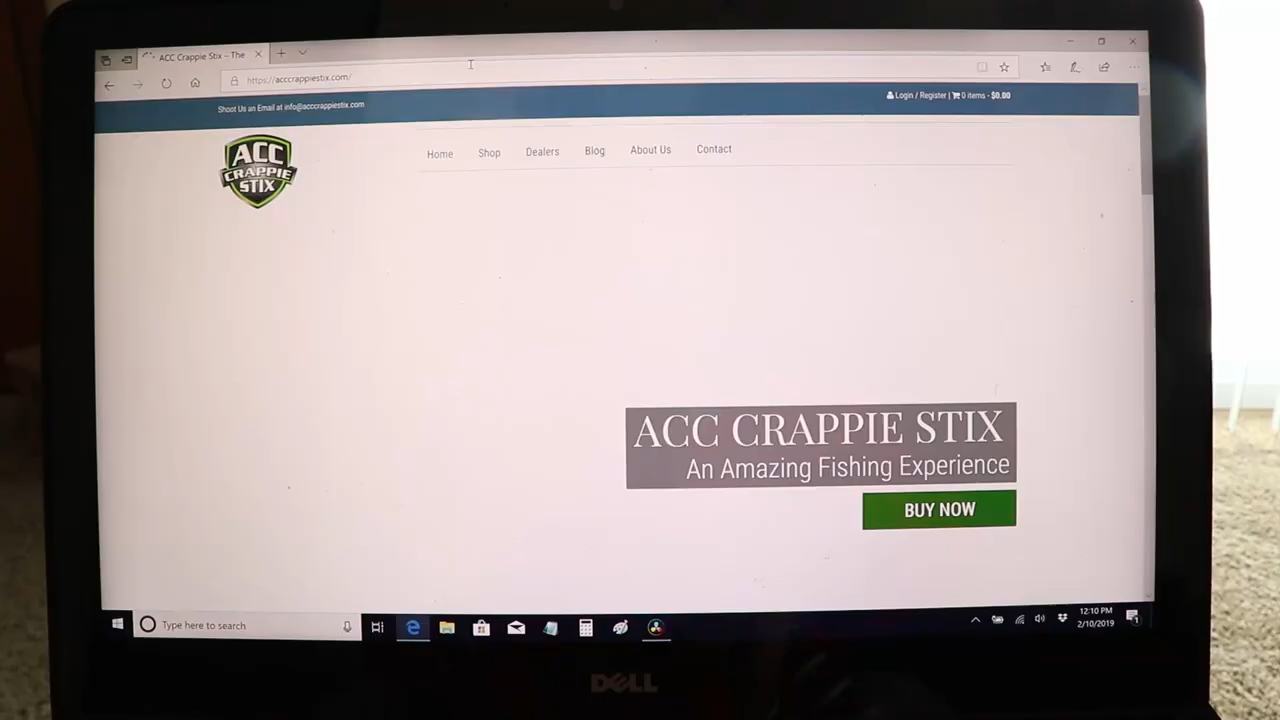 ACC Crappie Stix – The
https://acccrappiestix.com/
Shoot Us an Email at info@acccrappiestix.com
Login / Register | 0 items - $0.00
ACC
CRAPPIE
STIX
Home Shop Dealers Blog About Us Contact
ACC CRAPPIE STIX
An Amazing Fishing Experience
BUY NOW
Type here to search
12:10 PM
2/10/2019
1
DELL